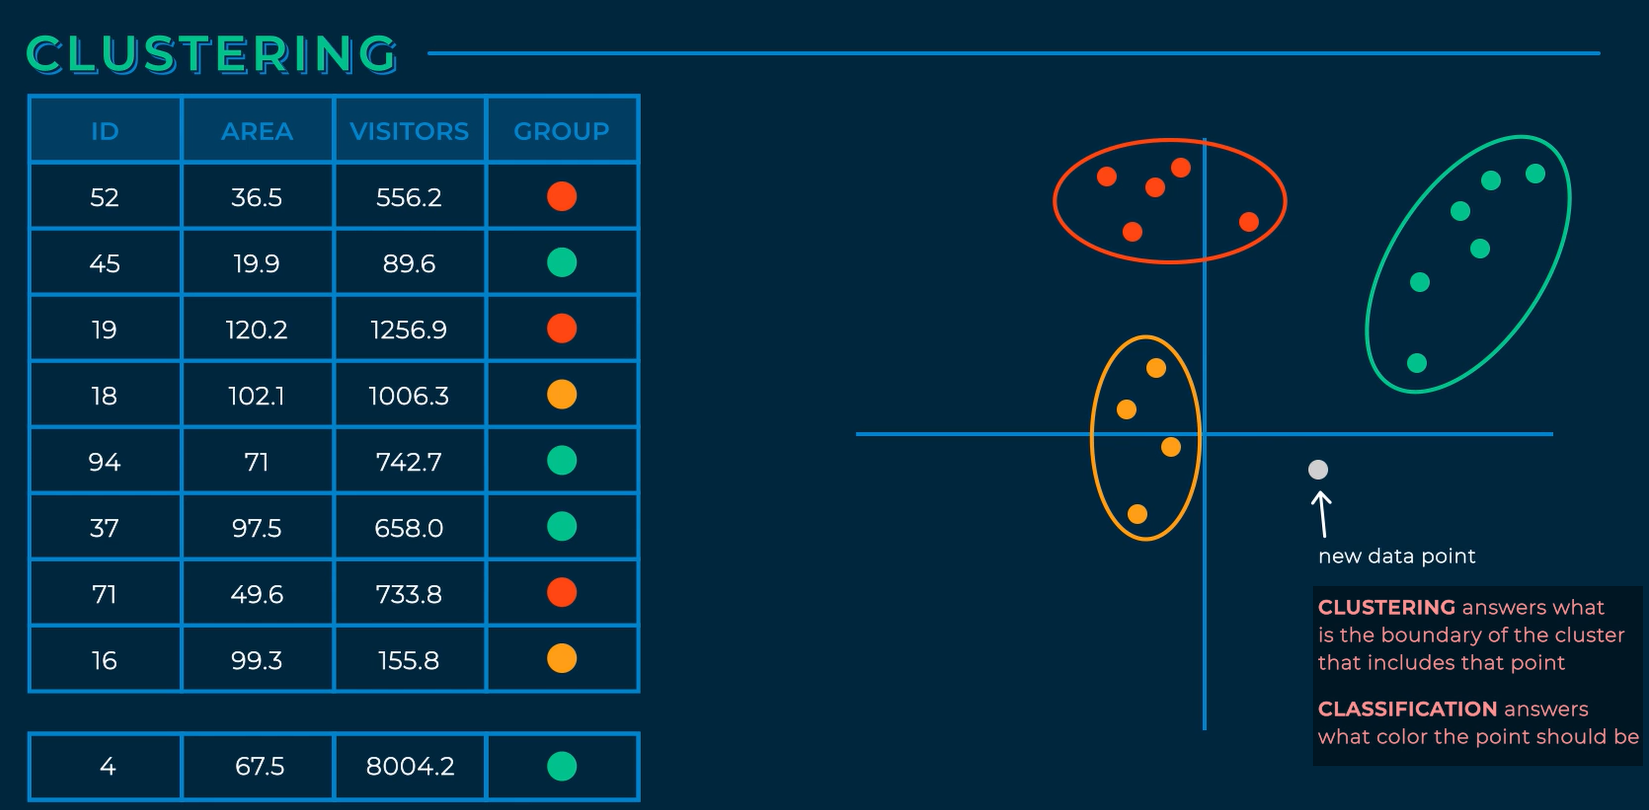 CLUSTERING
ID AREA VISITORS GROUP
52 36.5 556.2
45 19.9 89.6
19 120.2 1256.9
18 102.1 1006.3
94 71 742.7
37 97.5 658.0
71 49.6 733.8
16 99.3 155.8
4 67.5 8004.2
new data point
CLUSTERING answers what
is the boundary of the cluster
that includes that point
CLASSIFICATION answers
what color the point should be